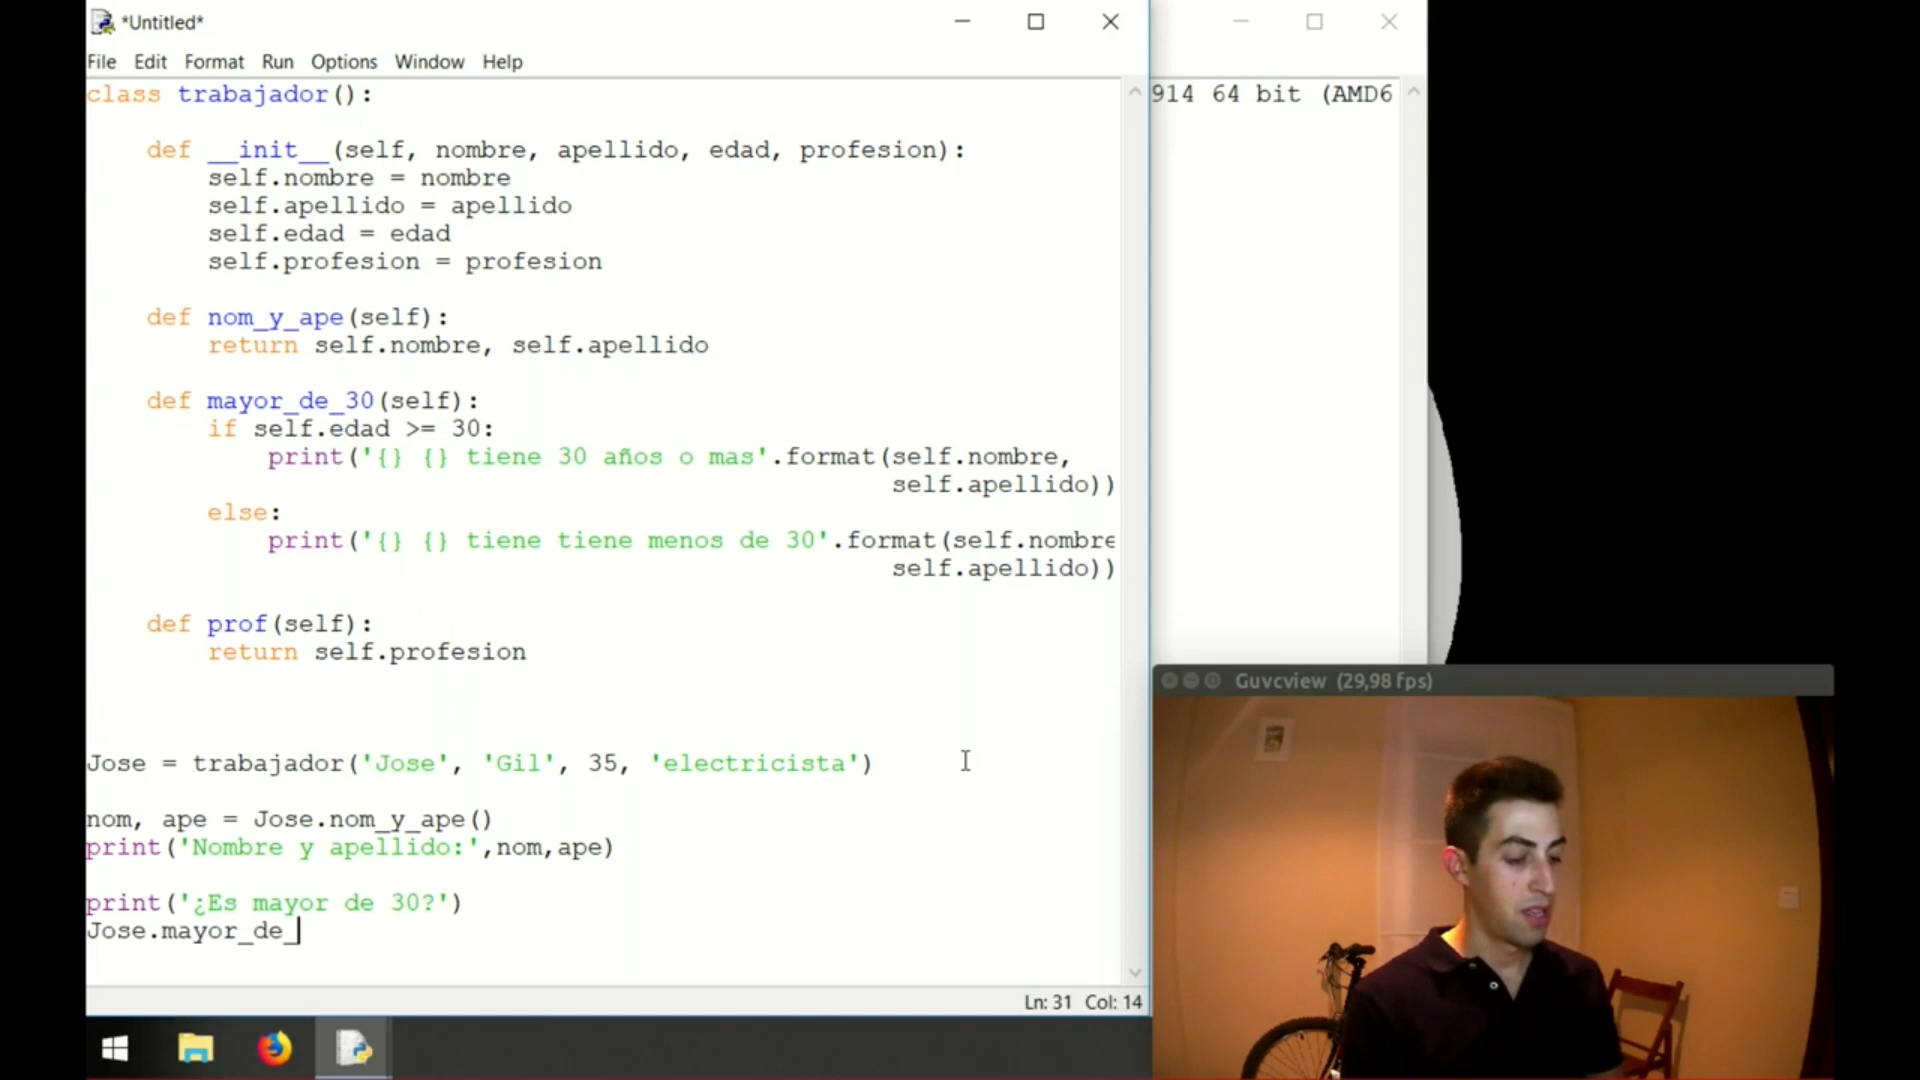 *Untitled*
File Edit Format Run Options Window Help
class trabajador():
def __init__(self, nombre, apellido, edad, profesion):
self.nombre = nombre
self.apellido = apellido
self.edad = edad
self.profesion = profesion
def nom_y_ape(self):
return self.nombre, self.apellido
def mayor_de_30(self):
if self.edad >= 30:
print('{} {} tiene 30 años o mas'.format(self.nombre,
self.apellido))
else:
print('{} {} tiene tiene menos de 30'.format(self.nombre
self.apellido))
def prof(self):
return self.profesion
Jose = trabajador('Jose', 'Gil', 35, 'electricista')
nom, ape = Jose.nom_y_ape()
print('Nombre y apellido:',nom,ape)
print('¿Es mayor de 30?')
Jose.mayor_de_
Ln: 31 Col: 14
914 64 bit (AMD6
Guvcview (29,98 fps)